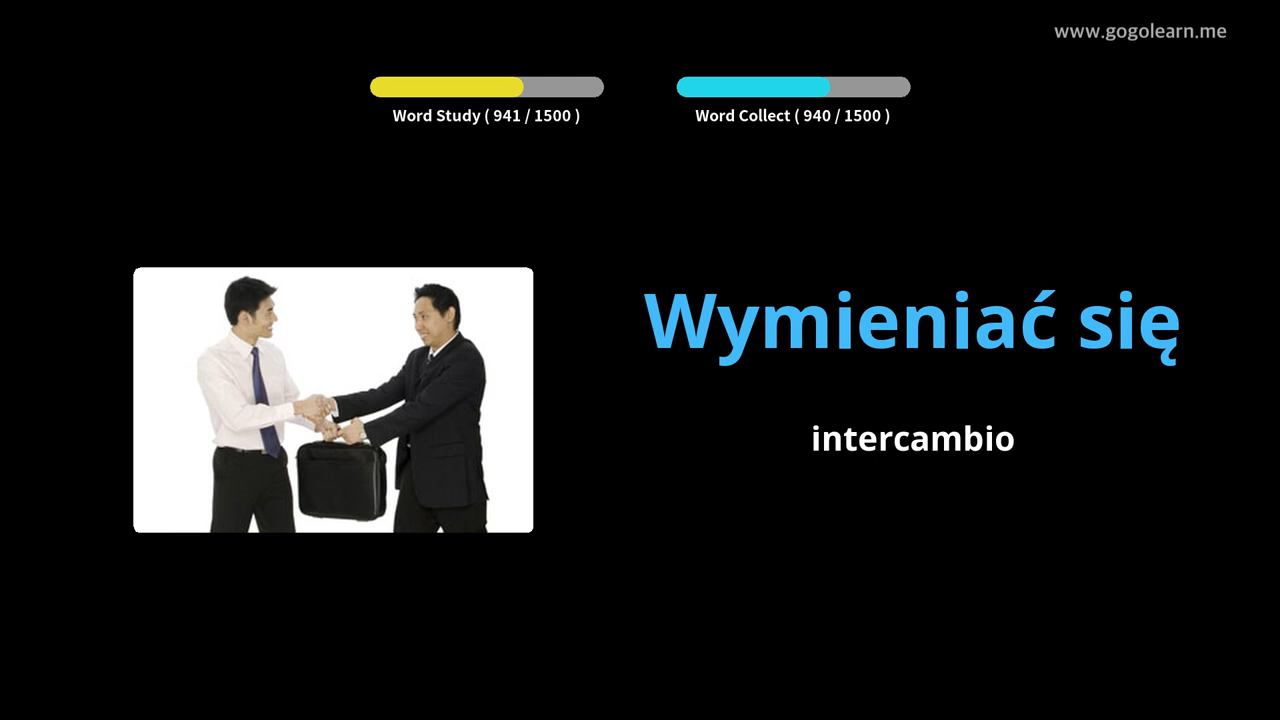 www.gogolearn.me
Word Study ( 941 / 1500 )
Word Collect ( 940 / 1500 )
Wymieniać się
intercambio